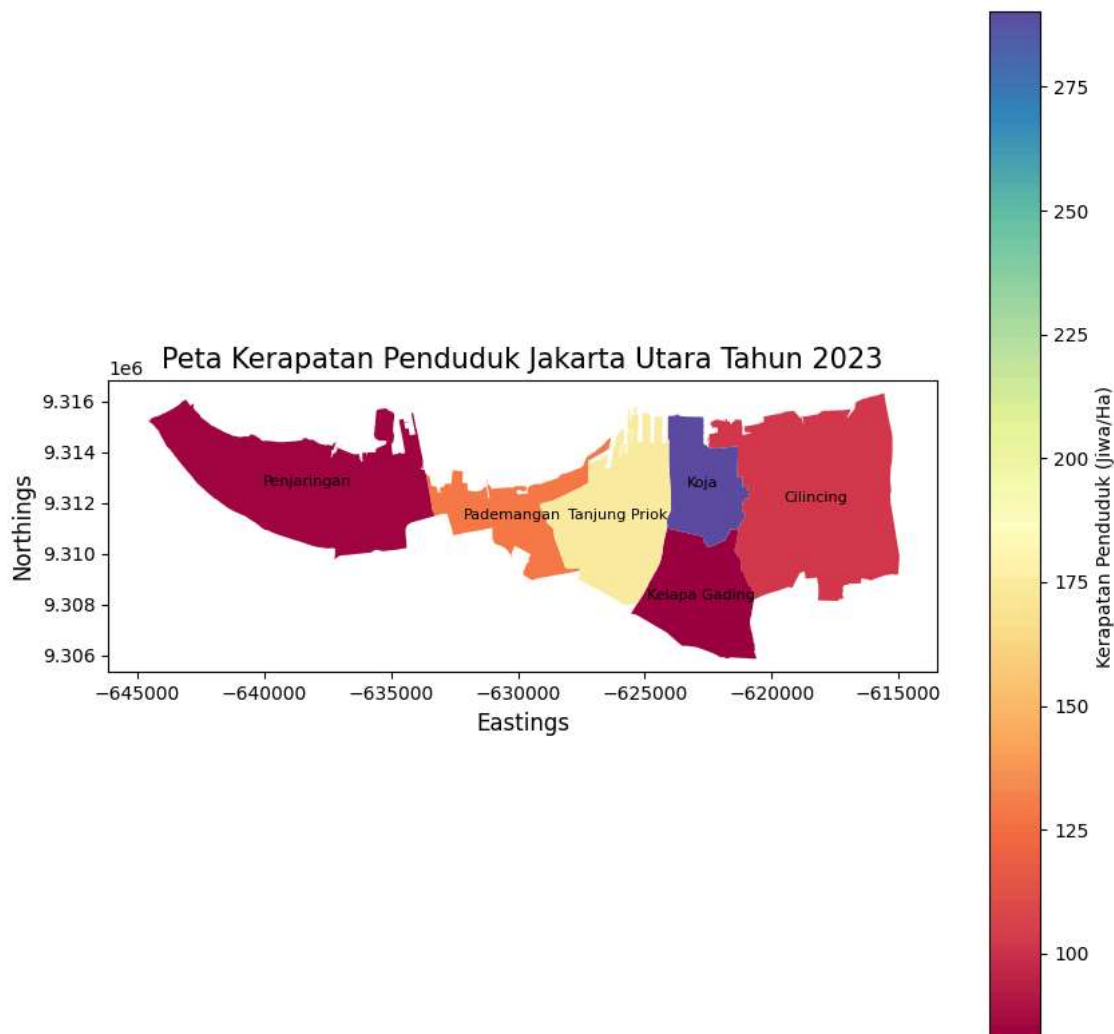 Peta Kerapatan Penduduk Jakarta Utara Tahun 2023
1e6
9.316
9.314
9.312
9.310
9.308
9.306
Northings
Penjaringan
Pademangan
Tanjung Priok
Koja
Cilincing
Kelapa Gading
−645000 −640000 −635000 −630000 −625000 −620000 −615000
Eastings
275
250
225
200
175
150
125
100
Kerapatan Penduduk (Jiwa/Ha)